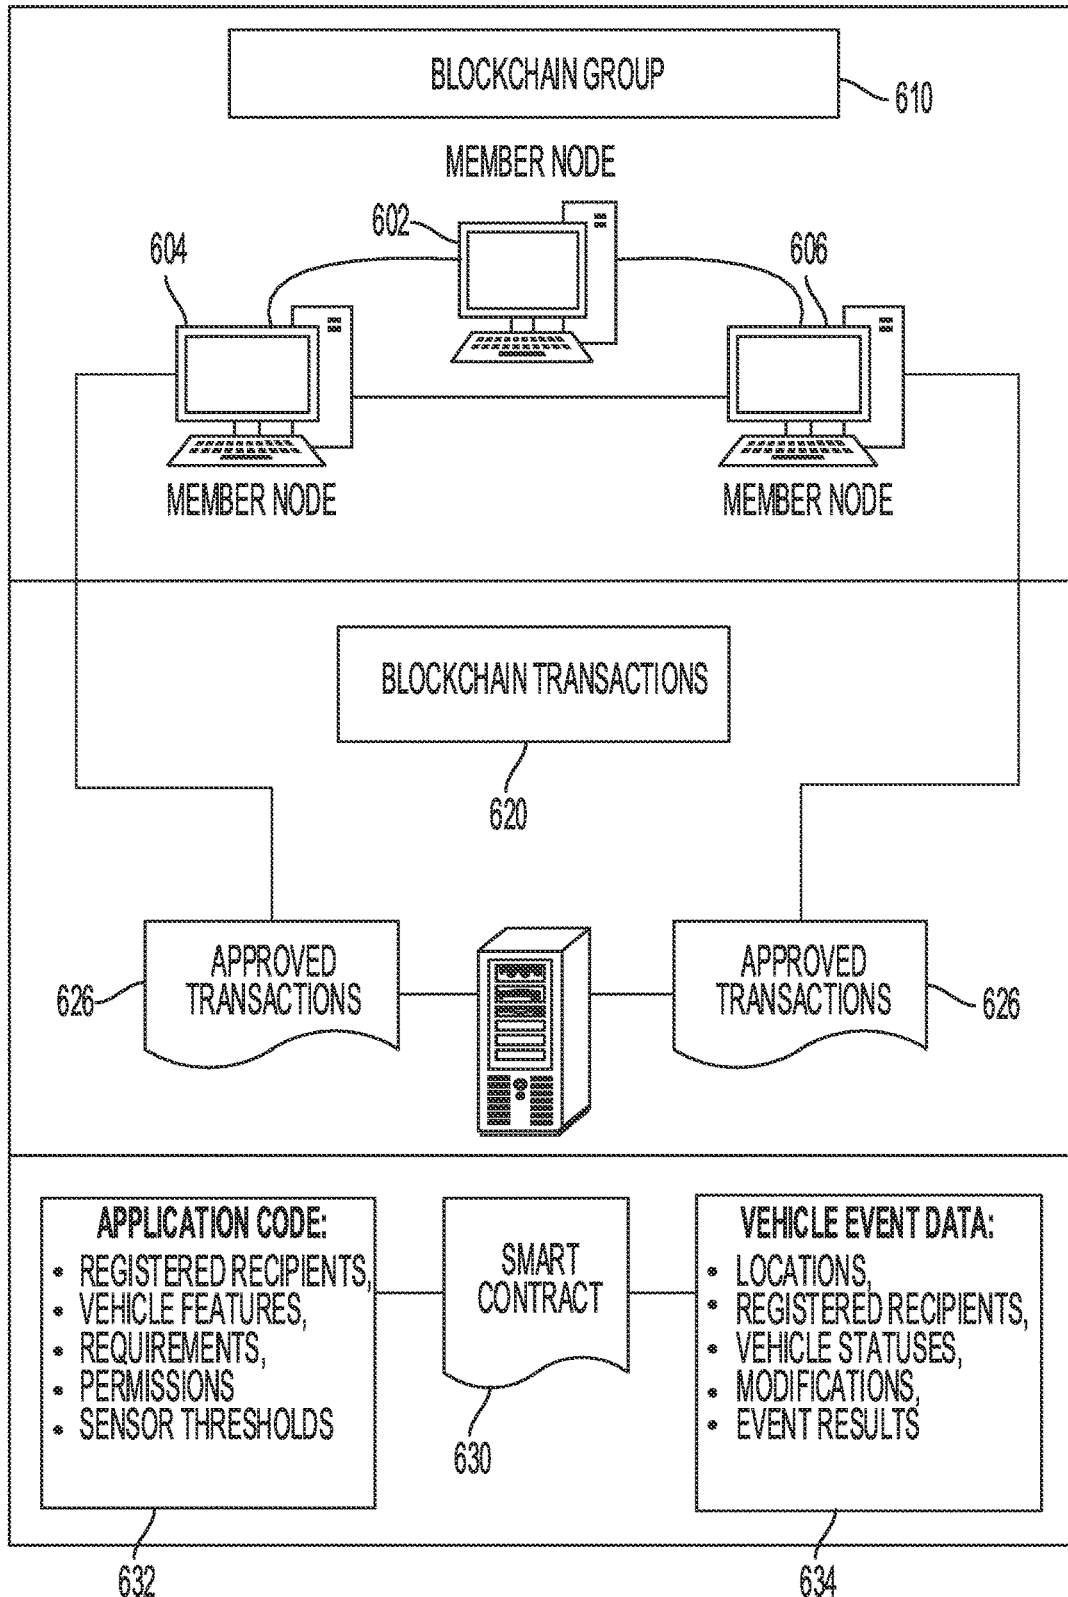 BLOCKCHAIN GROUP
610
MEMBER NODE
602
604
606
MEMBER NODE
MEMBER NODE
BLOCKCHAIN TRANSACTIONS
620
APPROVED
TRANSACTIONS
626
APPROVED
TRANSACTIONS
626
APPLICATION CODE:
• REGISTERED RECIPIENTS,
• VEHICLE FEATURES,
• REQUIREMENTS,
• PERMISSIONS
• SENSOR THRESHOLDS
632
SMART
CONTRACT
630
VEHICLE EVENT DATA:
• LOCATIONS,
• REGISTERED RECIPIENTS,
• VEHICLE STATUSES,
• MODIFICATIONS,
• EVENT RESULTS
634